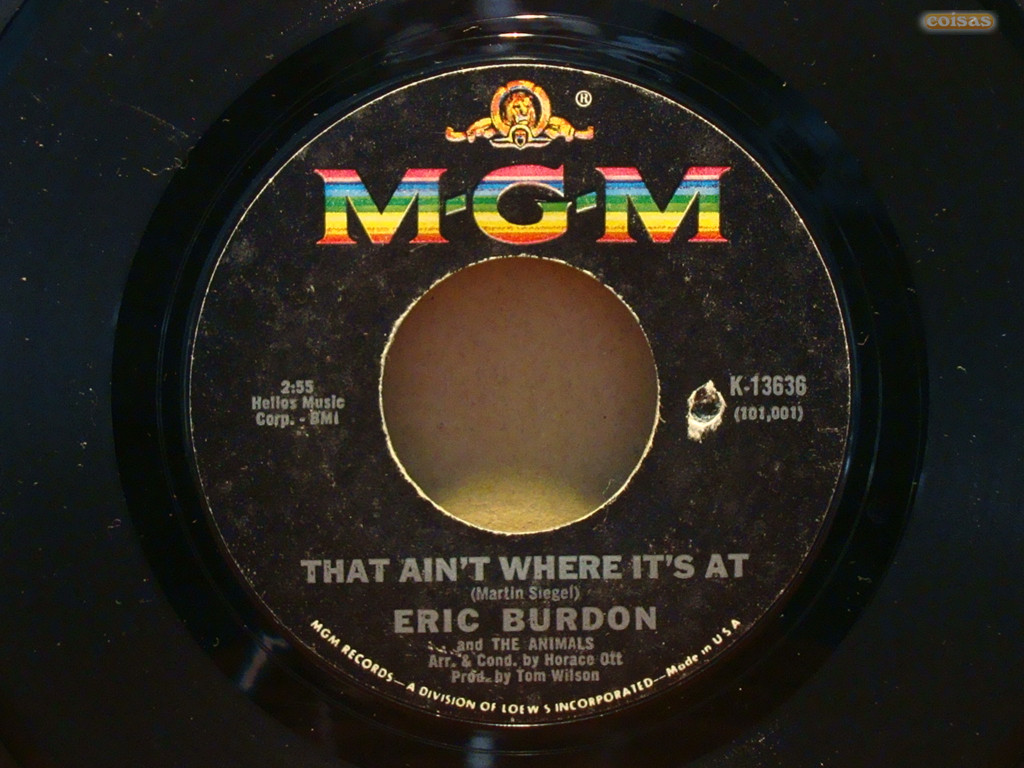 coisas
®
M-G-M
2:55
Helios Music
Corp. - BMI
K-13636
(101,001)
THAT AIN'T WHERE IT'S AT
(Martin Siegel)
ERIC BURDON
and THE ANIMALS
Arr. & Cond. by Horace Ott
Prod. by Tom Wilson
MGM RECORDS—A DIVISION OF LOEW'S INCORPORATED—Made in U.S.A